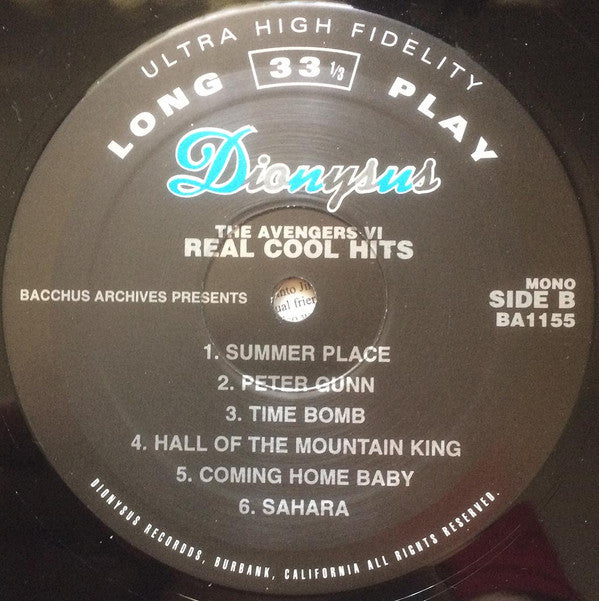 ULTRA HIGH FIDELITY
LONG 33 1/3 PLAY
Dionysus
THE AVENGERS VI
REAL COOL HITS
BACCHUS ARCHIVES PRESENTS
MONO
SIDE B
BA1155
1. SUMMER PLACE
2. PETER GUNN
3. TIME BOMB
4. HALL OF THE MOUNTAIN KING
5. COMING HOME BABY
6. SAHARA
DIONYSUS RECORDDS, BURBANK, CALIFORNIA ALL RIGHTS RESERVED.